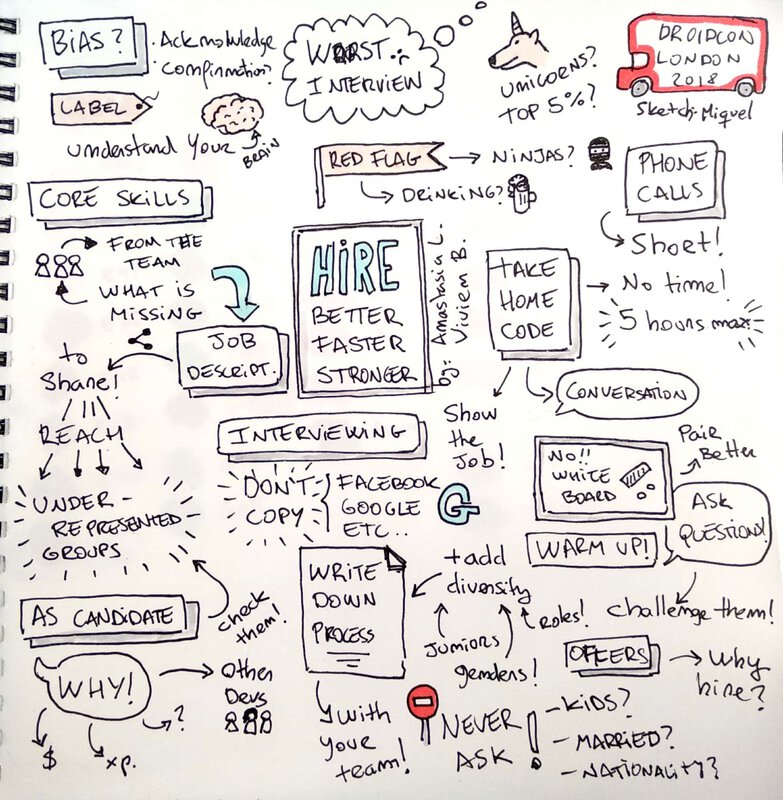 BiAS?
. Acknowledge
confirmation?
LABEL
understand your
BRAIN
WORST
INTERVIEW
UNICORNS?
TOP 5%?
DROIDCON
LONDON
2018
Sketch:Miquel
RED FLAG
NINJAS?
DRINKING?
PHONE
CALLS
Short!
CORE SKILLS
FROM THE
TEAM
WHAT IS
MISSING
JOB
DESCRIPT.
to
Share!
REACH
UNDER-
REPRESENTED
GROUPS
HiRE
BETTER
FASTER
STRONGER
by: Anastasia L.
Vivien B.
TAKE
HOME
CODE
No time!
5 hours max!
CONVERSATION
Show
the
Job!
INTERVIEWING
DON'T
COPY
FACEBOOK
GOOGLE
ETC..
G
NO!!
WHITE
BOARD
Pair
Better
WARM UP!
ASK
QUESTIONS!
challenge them!
WRITE
DOWN
PROCESS
+add
diversity
Juniors
genders!
Roles!
with
your
team!
AS CANDIDATE
check
them!
WHY!
Other
Devs
?
$
xp.
OFFERS
Why
hire?
NEVER
ASK
!
- KiDS?
- MARRIED?
- NATIONALITY?